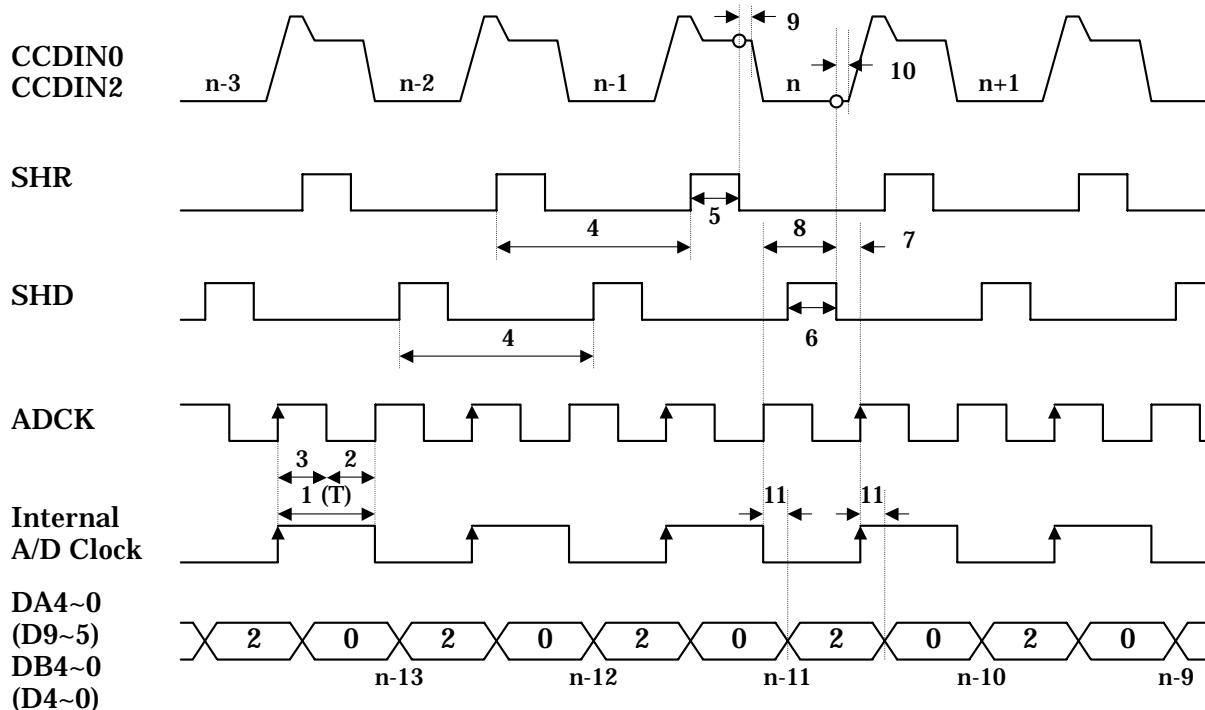 CCDIN0
CCDIN2
n-3
n-2
n-1
n
n+1
9
10
SHR
4
5
8
7
SHD
4
6
ADCK
3
2
1 (T)
11
11
Internal
A/D Clock
DA4~0
(D9~5)
DB4~0
(D4~0)
2
0
2
0
2
0
2
0
2
0
n-13
n-12
n-11
n-10
n-9